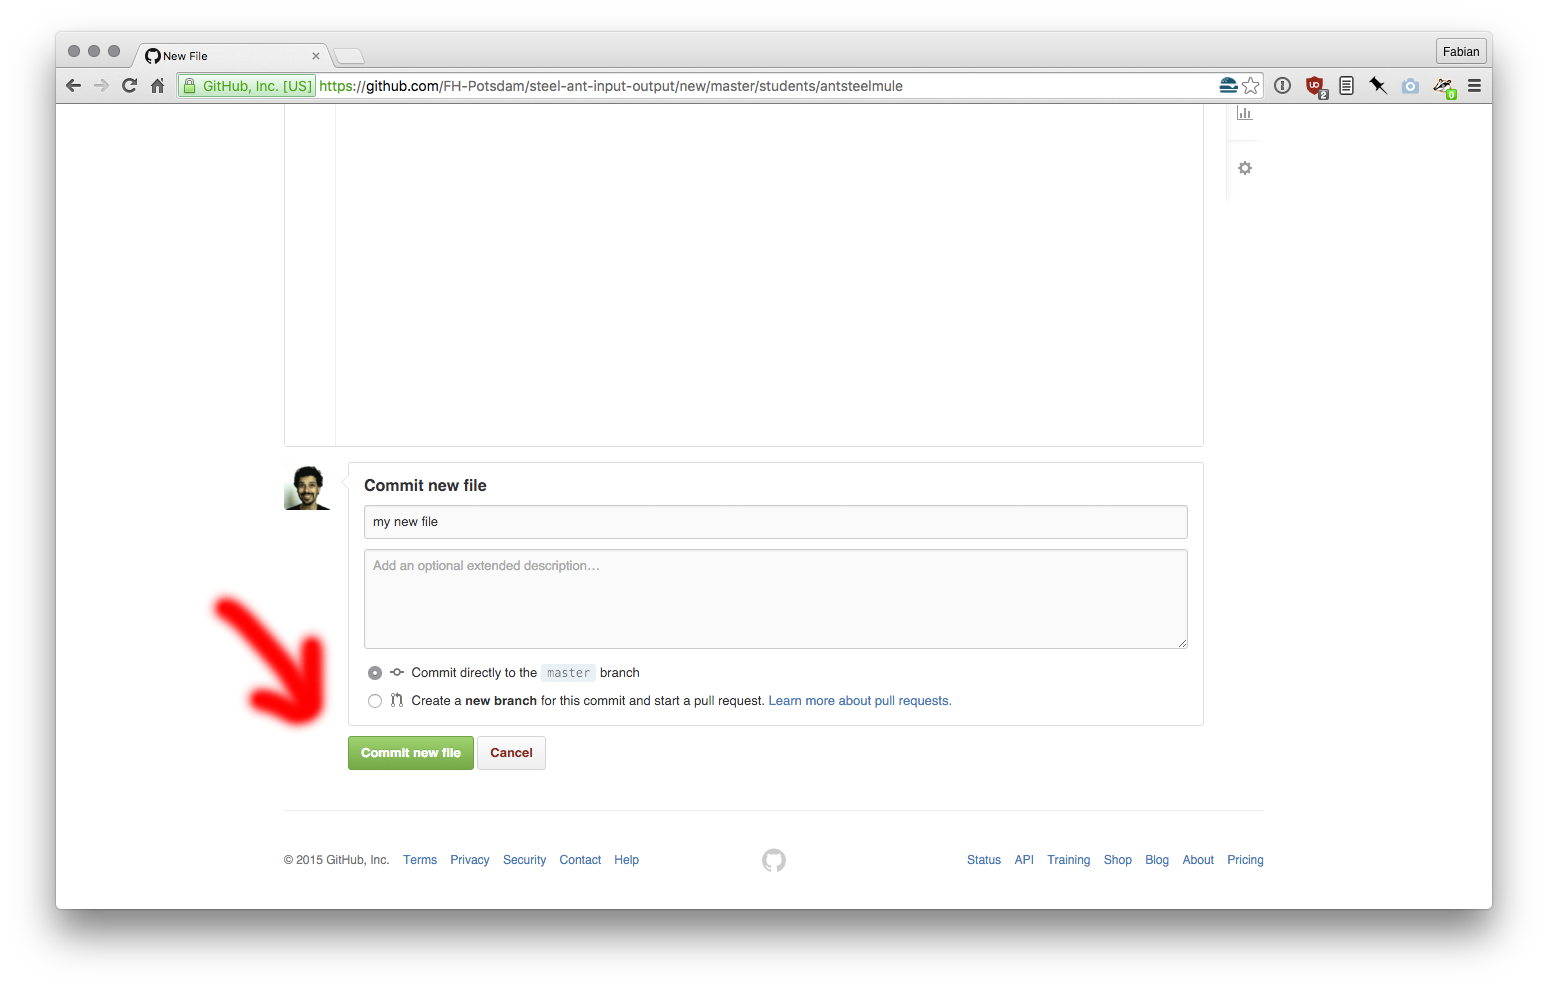 New File
Fabian
GitHub, Inc. [US] https://github.com/FH-Potsdam/steel-ant-input-output/new/master/students/antsteelmule
2
0
Commit new file
my new file
Add an optional extended description…
Commit directly to the master branch
Create a new branch for this commit and start a pull request. Learn more about pull requests.
Commit new file Cancel
© 2015 GitHub, Inc. Terms Privacy Security Contact Help Status API Training Shop Blog About Pricing